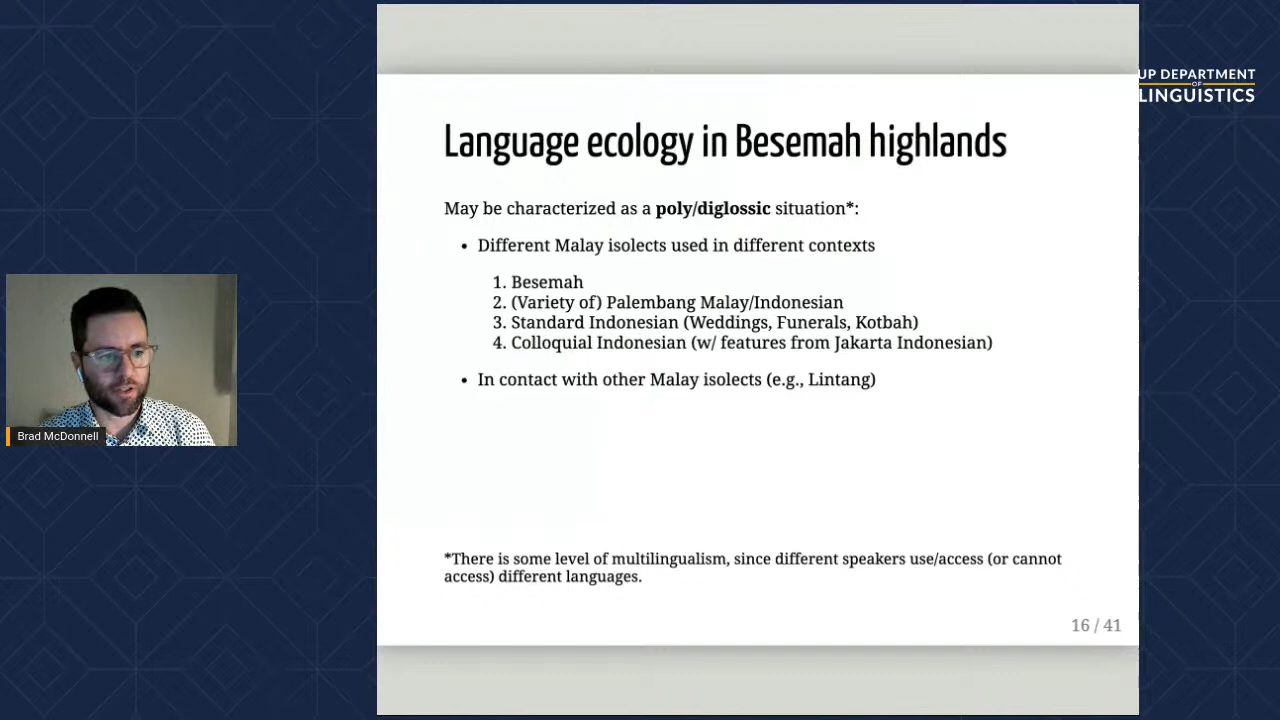 UP DEPARTMENT
OF
LINGUISTICS
Language ecology in Besemah highlands
May be characterized as a poly/diglossic situation*:
• Different Malay isolects used in different contexts
1. Besemah
2. (Variety of) Palembang Malay/Indonesian
3. Standard Indonesian (Weddings, Funerals, Kotbah)
4. Colloquial Indonesian (w/ features from Jakarta Indonesian)
• In contact with other Malay isolects (e.g., Lintang)
Brad McDonnell
*There is some level of multilingualism, since different speakers use/access (or cannot
access) different languages.
16 / 41